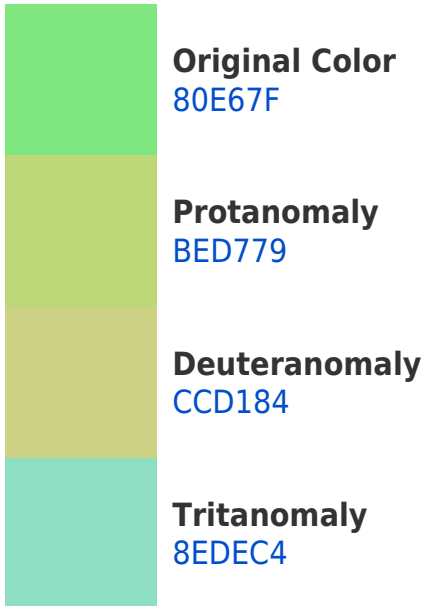 Original Color
80E67F
Protanomaly
BED779
Deuteranomaly
CCD184
Tritanomaly
8EDEC4